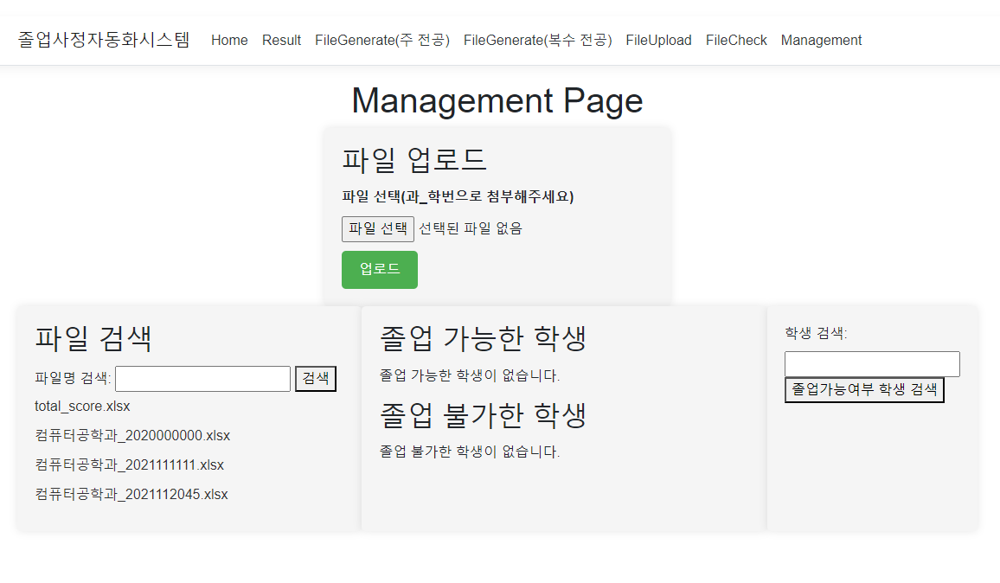 졸업사정자동화시스템 Home Result FileGenerate(주 전공) FileGenerate(복수 전공) FileUpload FileCheck Management
Management Page
파일 업로드
파일 선택(과_학번으로 첨부해주세요)
파일 선택 선택된 파일 없음
업로드
파일 검색
파일명 검색: 검색
total_score.xlsx
컴퓨터공학과_2020000000.xlsx
컴퓨터공학과_2021111111.xlsx
컴퓨터공학과_2021112045.xlsx
졸업 가능한 학생
졸업 가능한 학생이 없습니다.
졸업 불가한 학생
졸업 불가한 학생이 없습니다.
학생 검색:
졸업가능여부 학생 검색